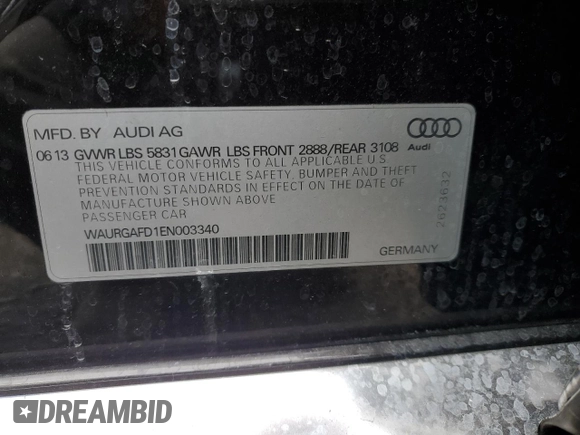 MFD. BY AUDI AG
06 13 GVWR LBS 5831 GAWR LBS FRONT 2888/REAR 3108
Audi
THIS VEHICLE CONFORMS TO ALL APPLICABLE U S
FEDERAL MOTOR VEHICLE SAFETY, BUMPER AND THEFT
PREVENTION STANDARDS IN EFFECT ON THE DATE OF
MANUFACTURE SHOWN ABOVE
PASSENGER CAR
WAURGAFD1EN003340
GERMANY
2623632
DREAMBID